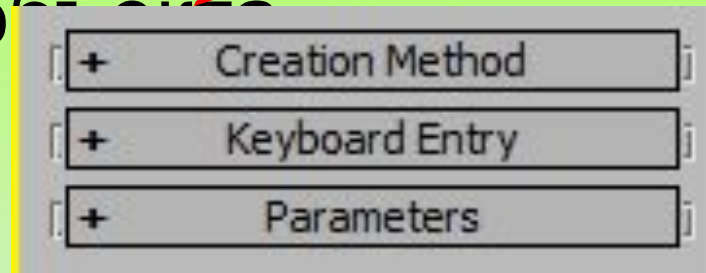 + Creation Method
+ Keyboard Entry
+ Parameters